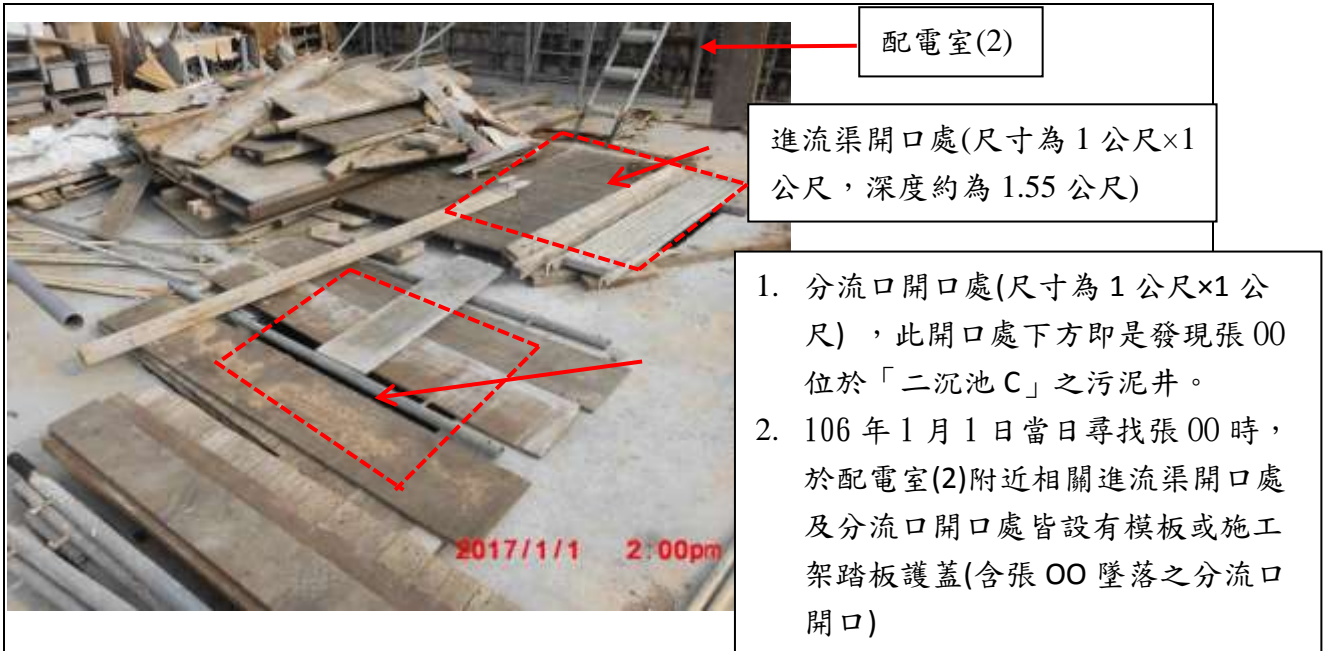 配電室(2)
進流渠開口處(尺寸為 1 公尺×1
公尺，深度約為 1.55 公尺)
1. 分流口開口處(尺寸為 1 公尺×1 公
尺) ，此開口處下方即是發現張 00
位於「二沉池 C」之污泥井。
2. 106 年 1 月 1 日當日尋找張 00 時，
於配電室(2)附近相關進流渠開口處
及分流口開口處皆設有模板或施工
架踏板護蓋(含張 OO 墜落之分流口
開口)
2017/1/1 2:00pm